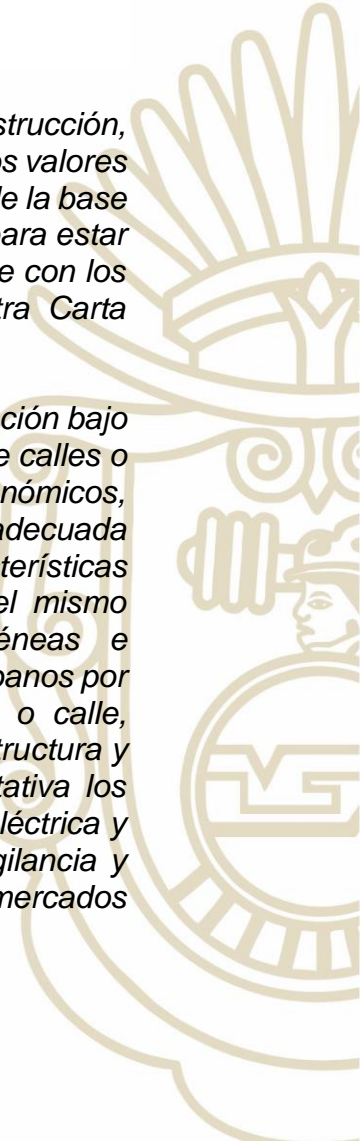 strucción,
os valores
de la base
para estar
e con los
tra Carta
ción bajo
e calles o
nómicos,
adecuada
terísticas
el mismo
éneas e
banos por
o calle,
tructura y
tativa los
léctrica y
gilancia y
mercados